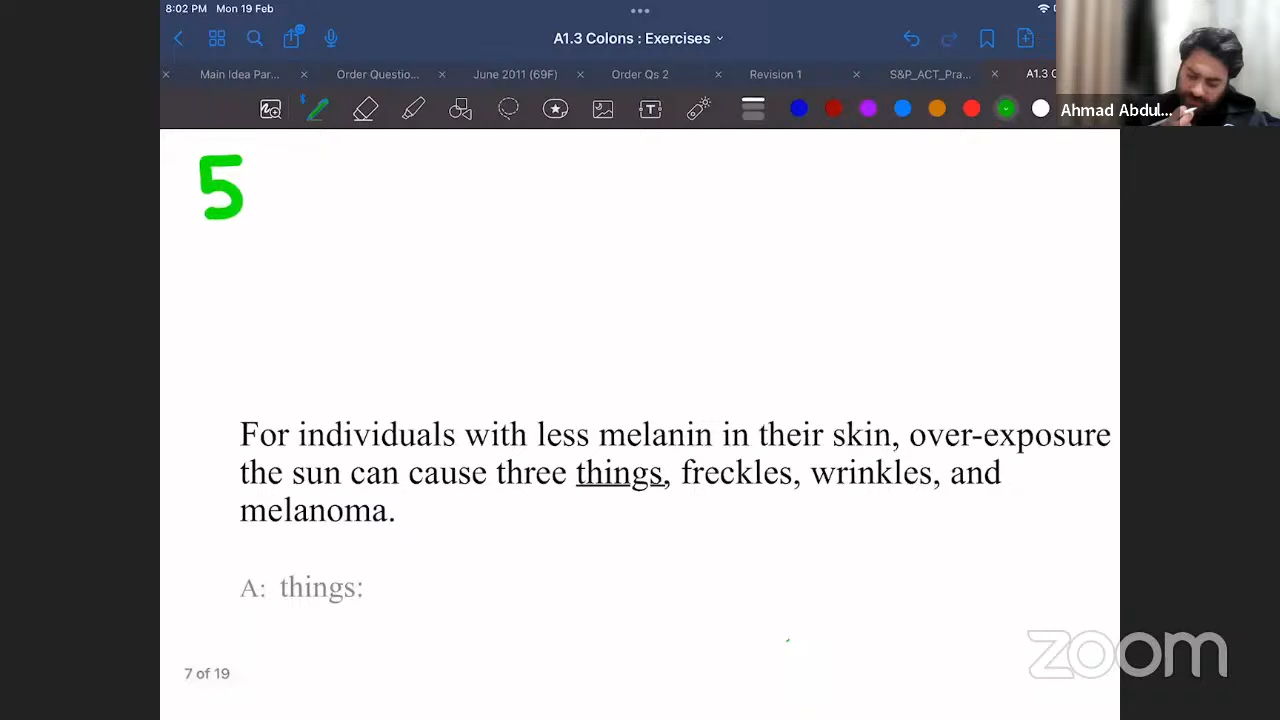 8:02 PM Mon 19 Feb
A1.3 Colons : Exercises
Main Idea Par... Order Questio... June 2011 (69F) Order Qs 2 Revision 1 S&P_ACT_Pra... A1.3 C
Ahmad Abdul...
5
For individuals with less melanin in their skin, over-exposure
the sun can cause three things, freckles, wrinkles, and
melanoma.
A: things:
7 of 19
zoom